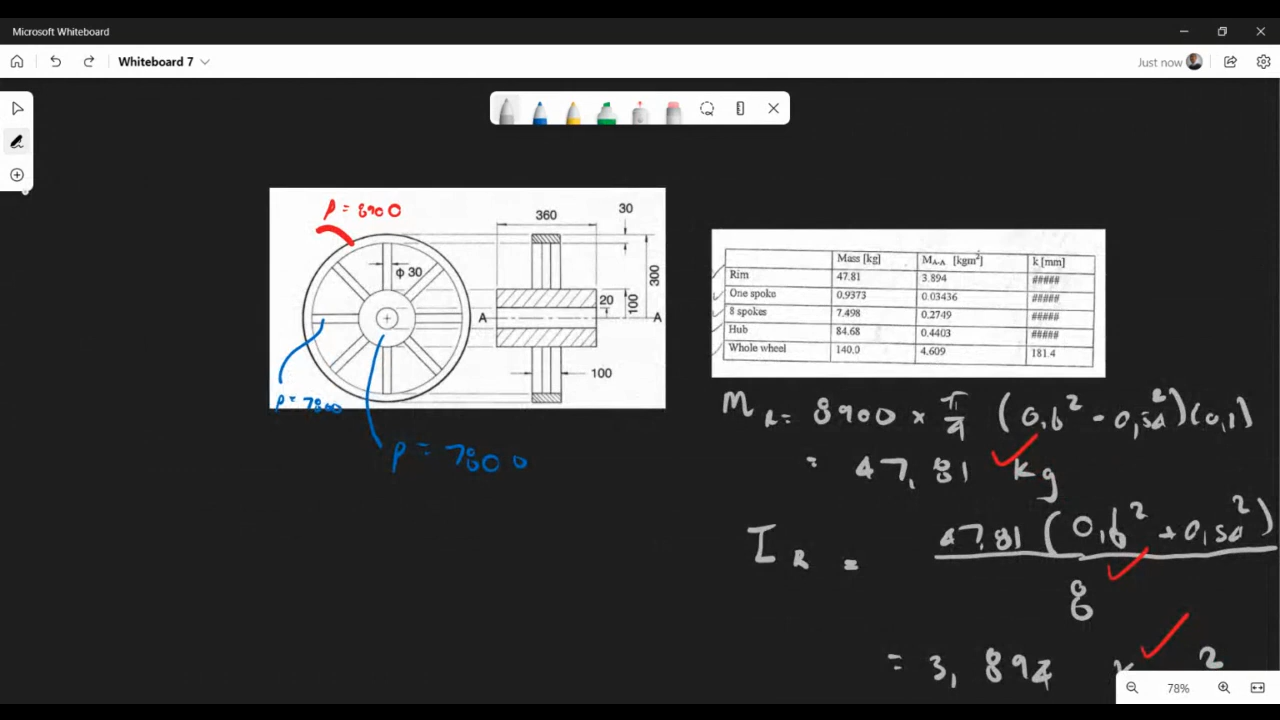 Microsoft Whiteboard
Whiteboard 7
Just now
ρ = 8900
360
30
φ 30
300
100
20
A
A
100
ρ = 7800
ρ = 7800
Mass [kg] M_A-A [kgm²] k [mm]
Rim 47.81 3.894 #####
One spoke 0.9373 0.03436 #####
8 spokes 7.498 0.2749 #####
Hub 84.68 0.4403 #####
Whole wheel 140.0 4.609 181.4
M_R = 8900 × π/4 (0,6² - 0,54²)(0,1)
= 47,81 kg
I_R = 47,81 (0,6² + 0,54²) / 8
= 3,894 2
78%